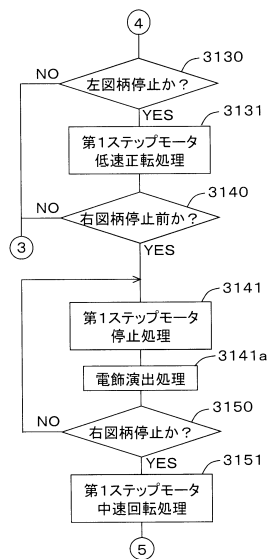 ④
3130
NO
左図柄停止か？
YES
3131
第1ステップモータ
低速正転処理
3140
NO
右図柄停止前か？
③
YES
3141
第1ステップモータ
停止処理
3141a
電飾演出処理
3150
NO
右図柄停止か？
YES
3151
第1ステップモータ
中速回転処理
⑤